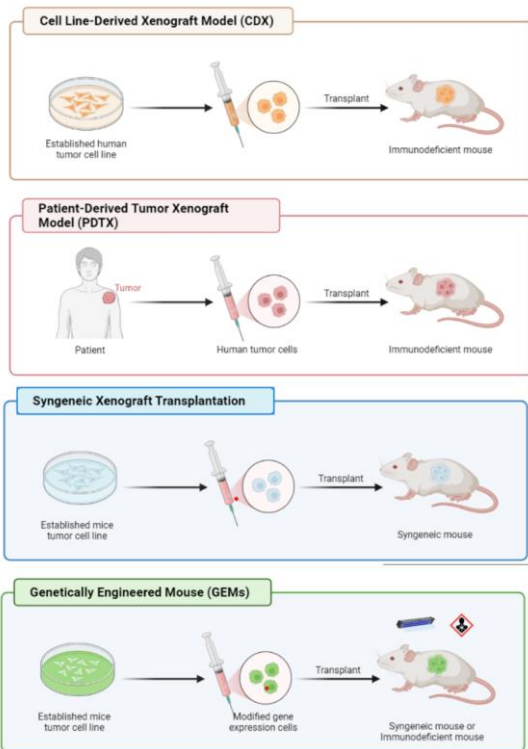 Cell Line-Derived Xenograft Model (CDX)
Transplant
Established human
tumor cell line
Immunodeficient mouse
Patient-Derived Tumor Xenograft
Model (PDTX)
Tumor
Transplant
Patient
Human tumor cells
Immunodeficient mouse
Syngeneic Xenograft Transplantation
Transplant
Established mice
tumor cell line
Syngeneic mouse
Genetically Engineered Mouse (GEMs)
Transplant
Established mice
tumor cell line
Modified gene
expression cells
Syngeneic mouse or
Immunodeficient mouse